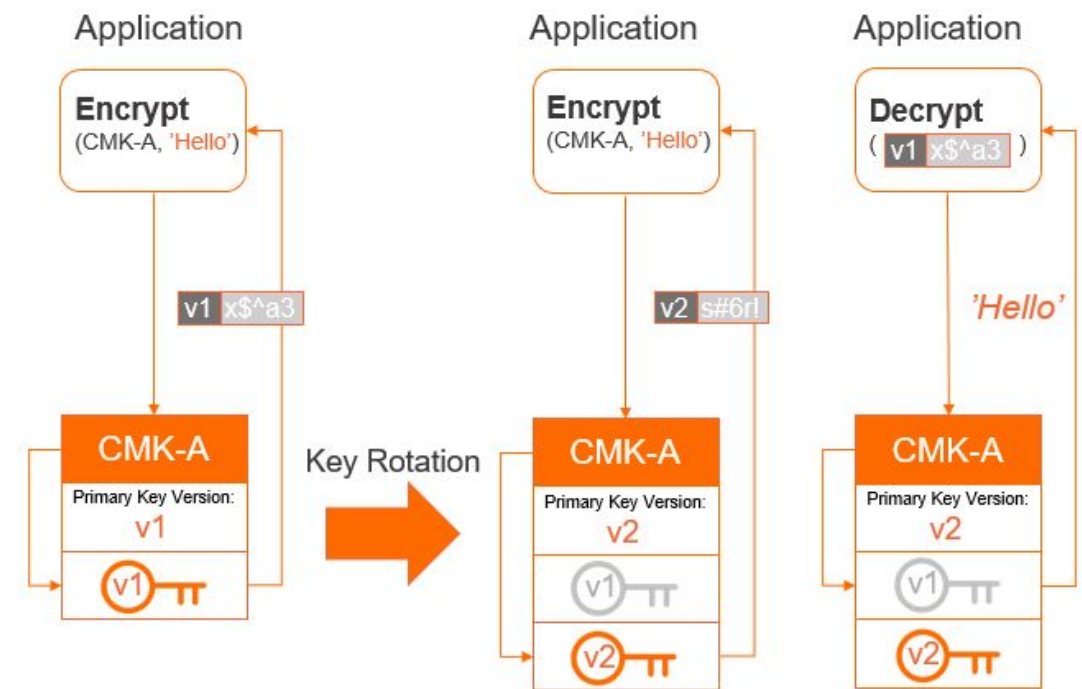 Application
Encrypt
(CMK-A, 'Hello')
v1 x$^a3
CMK-A
Primary Key Version:
v1
v1
Key Rotation
Application
Encrypt
(CMK-A, 'Hello')
v2 s#6r!
CMK-A
Primary Key Version:
v2
v1
v2
Application
Decrypt
( v1 x$^a3 )
'Hello'
CMK-A
Primary Key Version:
v2
v1
v2